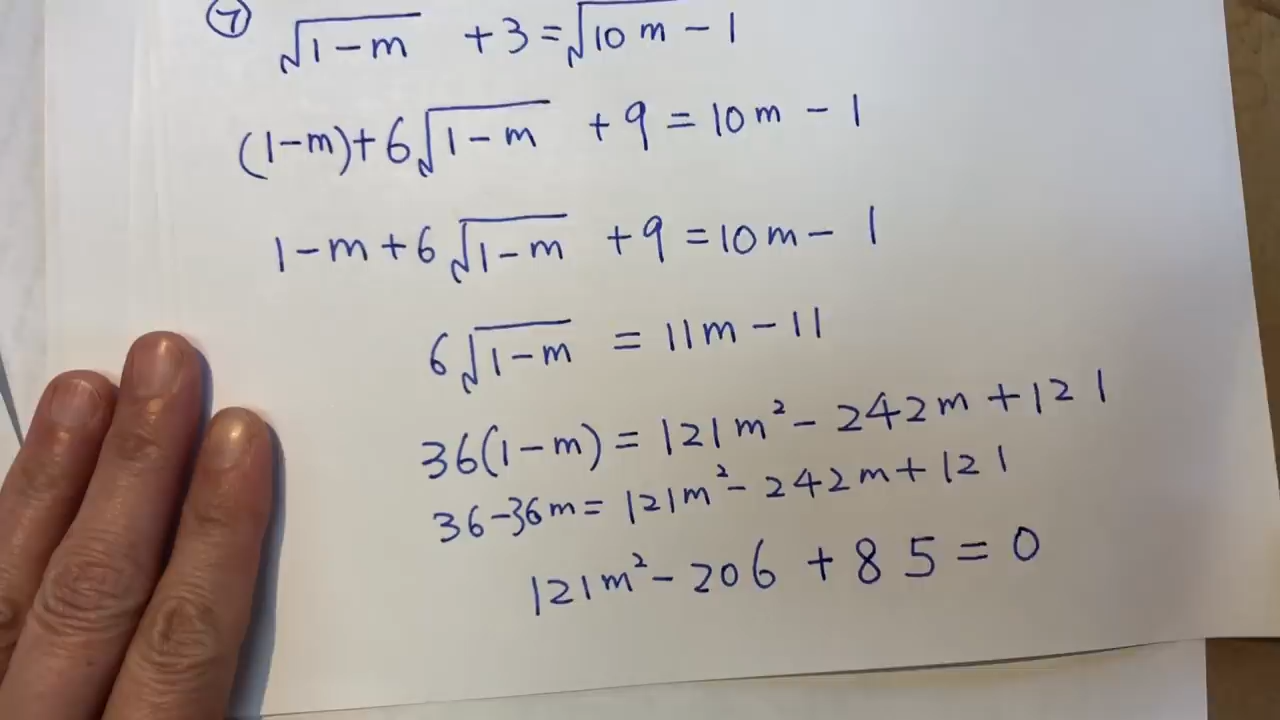 ⑦ √(1-m) + 3 = √(10m) - 1
(1-m) + 6√(1-m) + 9 = 10m - 1
1 - m + 6√(1-m) + 9 = 10m - 1
6√(1-m) = 11m - 11
36(1-m) = 121m² - 242m + 121
36 - 36m = 121m² - 242m + 121
121m² - 206 + 85 = 0